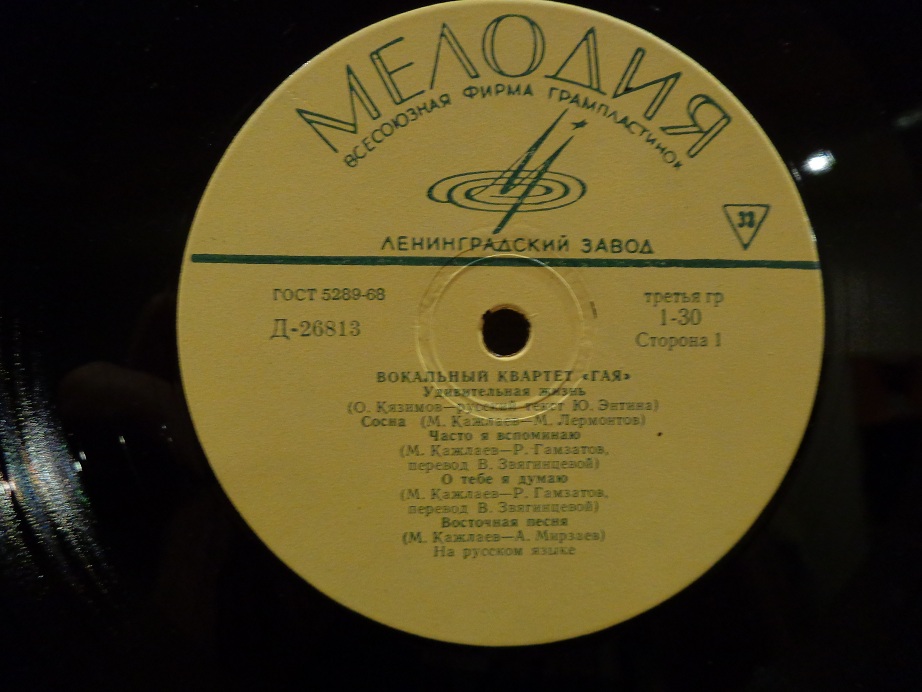 МЕЛОДИЯ
ВСЕСОЮЗНАЯ ФИРМА ГРАМПЛАСТИНОК
33
ЛЕНИНГРАДСКИЙ ЗАВОД
ГОСТ 5289-68
третья гр
Д-26813
1-30
Сторона 1
ВОКАЛЬНЫЙ КВАРТЕТ «ГАЯ»
Удивительная жизнь
(О. Кязимов—русский текст Ю. Энтина)
Сосна (М. Кажлаев—М. Лермонтов)
Часто я вспоминаю
(М. Кажлаев—Р. Гамзатов,
перевод В. Звягинцевой)
О тебе я думаю
(М. Кажлаев—Р. Гамзатов,
перевод В. Звягинцевой)
Восточная песня
(М. Кажлаев—А. Мирзаев)
На русском языке